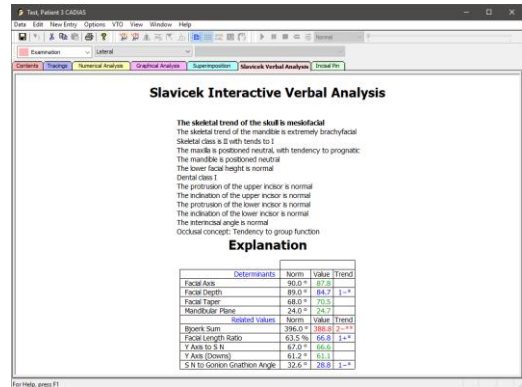 Test, Patient 3 CADIAS
Data Edit New Entry Options VTO View Window Help
Normal
Examination Lateral
Contents Tracings Numerical Analysis Graphical Analysis Superimposition Slavicek Verbal Analysis Incisal Pin
Slavicek Interactive Verbal Analysis
The skeletal trend of the skull is mesiofacial
The skeletal trend of the mandible is extremely brachyfacial
Skeletal class is II with tends to I
The maxilla is positioned neutral, with tendency to prognatic
The mandible is positioned neutral
The lower facial height is normal
Dental class I
The protrusion of the upper incisor is normal
The inclination of the upper incisor is normal
The protrusion of the lower incisor is normal
The inclination of the lower incisor is normal
The interincisal angle is normal
Occlusal concept: Tendency to group function
Explanation
Determinants Norm Value Trend
Facial Axis 90.0 ° 87.8
Facial Depth 89.0 ° 84.7 1-*
Facial Taper 68.0 ° 70.5
Mandibular Plane 24.0 ° 24.7
Related Values Norm Value Trend
Bjoerk Sum 396.0 ° 388.8 2-**
Facial Length Ratio 63.5 % 66.8 1+*
Y Axis to S N 67.0 ° 66.6
Y Axis (Downs) 61.2 ° 61.1
S N to Gonion Gnathion Angle 32.6 ° 28.8 1-*
For Help, press F1